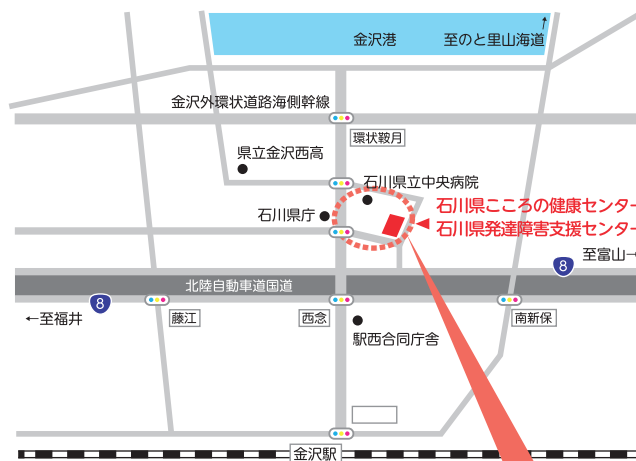 ↑
金沢港
至のと里山海道
金沢外環状道路海側幹線
環状鞍月
県立金沢西高
石川県立中央病院
石川県こころの健康センター
石川県庁
石川県発達障害支援センター
至富山→
8
北陸自動車道国道
8
←至福井
藤江
西念
南新保
駅西合同庁舎
金沢駅